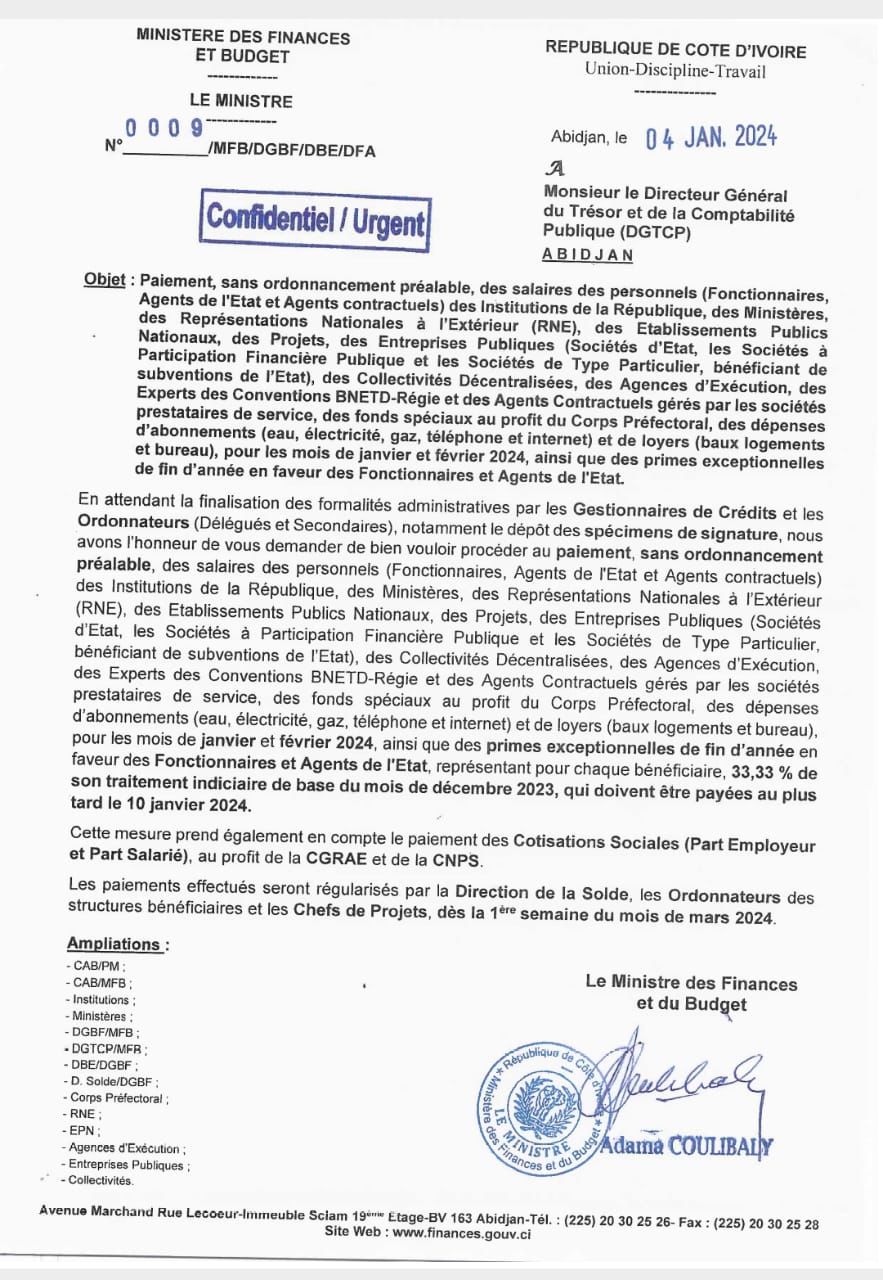 MINISTERE DES FINANCES
ET BUDGET
-------------
LE MINISTRE
-------------
0009
N°__________/MFB/DGBF/DBE/DFA
Confidentiel / Urgent
REPUBLIQUE DE COTE D'IVOIRE
Union-Discipline-Travail
---------------
Abidjan, le 04 JAN. 2024
A
Monsieur le Directeur Général
du Trésor et de la Comptabilité
Publique (DGTCP)
ABIDJAN
Objet : Paiement, sans ordonnancement préalable, des salaires des personnels (Fonctionnaires,
Agents de l'Etat et Agents contractuels) des Institutions de la République, des Ministères,
des Représentations Nationales à l'Extérieur (RNE), des Etablissements Publics
Nationaux, des Projets, des Entreprises Publiques (Sociétés d'Etat, les Sociétés à
Participation Financière Publique et les Sociétés de Type Particulier, bénéficiant de
subventions de l'Etat), des Collectivités Décentralisées, des Agences d'Exécution, des
Experts des Conventions BNETD-Régie et des Agents Contractuels gérés par les sociétés
prestataires de service, des fonds spéciaux au profit du Corps Préfectoral, des dépenses
d'abonnements (eau, électricité, gaz, téléphone et internet) et de loyers (baux logements
et bureau), pour les mois de janvier et février 2024, ainsi que des primes exceptionnelles
de fin d'année en faveur des Fonctionnaires et Agents de l'Etat.
En attendant la finalisation des formalités administratives par les Gestionnaires de Crédits et les
Ordonnateurs (Délégués et Secondaires), notamment le dépôt des spécimens de signature, nous
avons l'honneur de vous demander de bien vouloir procéder au paiement, sans ordonnancement
préalable, des salaires des personnels (Fonctionnaires, Agents de l'Etat et Agents contractuels)
des Institutions de la République, des Ministères, des Représentations Nationales à l'Extérieur
(RNE), des Etablissements Publics Nationaux, des Projets, des Entreprises Publiques (Sociétés
d'Etat, les Sociétés à Participation Financière Publique et les Sociétés de Type Particulier,
bénéficiant de subventions de l'Etat), des Collectivités Décentralisées, des Agences d'Exécution,
des Experts des Conventions BNETD-Régie et des Agents Contractuels gérés par les sociétés
prestataires de service, des fonds spéciaux au profit du Corps Préfectoral, des dépenses
d'abonnements (eau, électricité, gaz, téléphone et internet) et de loyers (baux logements et bureau),
pour les mois de janvier et février 2024, ainsi que des primes exceptionnelles de fin d'année en
faveur des Fonctionnaires et Agents de l'Etat, représentant pour chaque bénéficiaire, 33,33 % de
son traitement indiciaire de base du mois de décembre 2023, qui doivent être payées au plus
tard le 10 janvier 2024.
Cette mesure prend également en compte le paiement des Cotisations Sociales (Part Employeur
et Part Salarié), au profit de la CGRAE et de la CNPS.
Les paiements effectués seront régularisés par la Direction de la Solde, les Ordonnateurs des
structures bénéficiaires et les Chefs de Projets, dès la 1ère semaine du mois de mars 2024.
Ampliations :
- CAB/PM ;
- CAB/MFB ;
- Institutions ;
- Ministères ;
- DGBF/MFB ;
- DGTCP/MFB ;
- DBE/DGBF ;
- D. Solde/DGBF ;
- Corps Préfectoral ;
- RNE ;
- EPN ;
- Agences d'Exécution ;
- Entreprises Publiques ;
- Collectivités.
Le Ministre des Finances
et du Budget
République de Côte d'Ivoire
Ministère des Finances et du Budget
LE MINISTRE
Adama COULIBALY
Avenue Marchand Rue Lecoeur-Immeuble Sciam 19ème Etage-BV 163 Abidjan-Tél. : (225) 20 30 25 26- Fax : (225) 20 30 25 28
Site Web : www.finances.gouv.ci